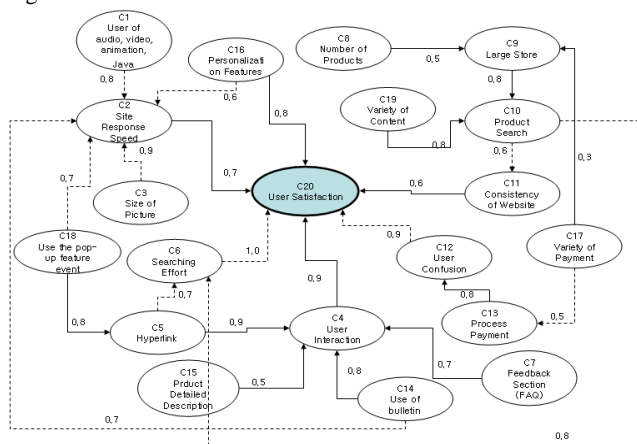 C1
User of
audio, video,
animation,
Java
C16
Personalizati
on Features
C8
Number of
Products
C9
Large Store
0,5
0,8
0,6
0,8
0,8
C2
Site
Response
Speed
C19
Variety of
Content
C10
Product
Search
0,8
0,9
0,7
0,6
0,3
C3
Size of
Picture
C20
User Satisfaction
0,6
C11
Consistency
of Website
0,7
C18
Use the pop-
up feature
event
C6
Searching
Effort
1,0
0,9
C12
User
Confusion
C17
Variety of
Payment
0,9
0,7
0,8
0,5
0,8
C5
Hyperlink
0,9
C4
User
Interaction
C13
Process
Payment
C15
Prduct
Detailed
Description
0,5
0,8
0,7
C14
Use of
bulletin
C7
Feedback
Section
(FAQ)
0,7
0,8